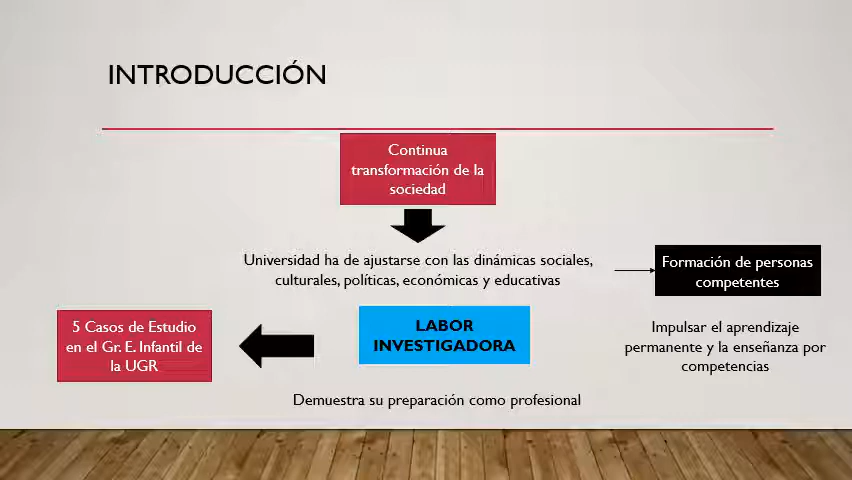 INTRODUCCIÓN
Continua
transformación de la
sociedad
Universidad ha de ajustarse con las dinámicas sociales,
culturales, políticas, económicas y educativas
Formación de personas
competentes
Impulsar el aprendizaje
permanente y la enseñanza por
competencias
LABOR
INVESTIGADORA
5 Casos de Estudio
en el Gr. E. Infantil de
la UGR
Demuestra su preparación como profesional